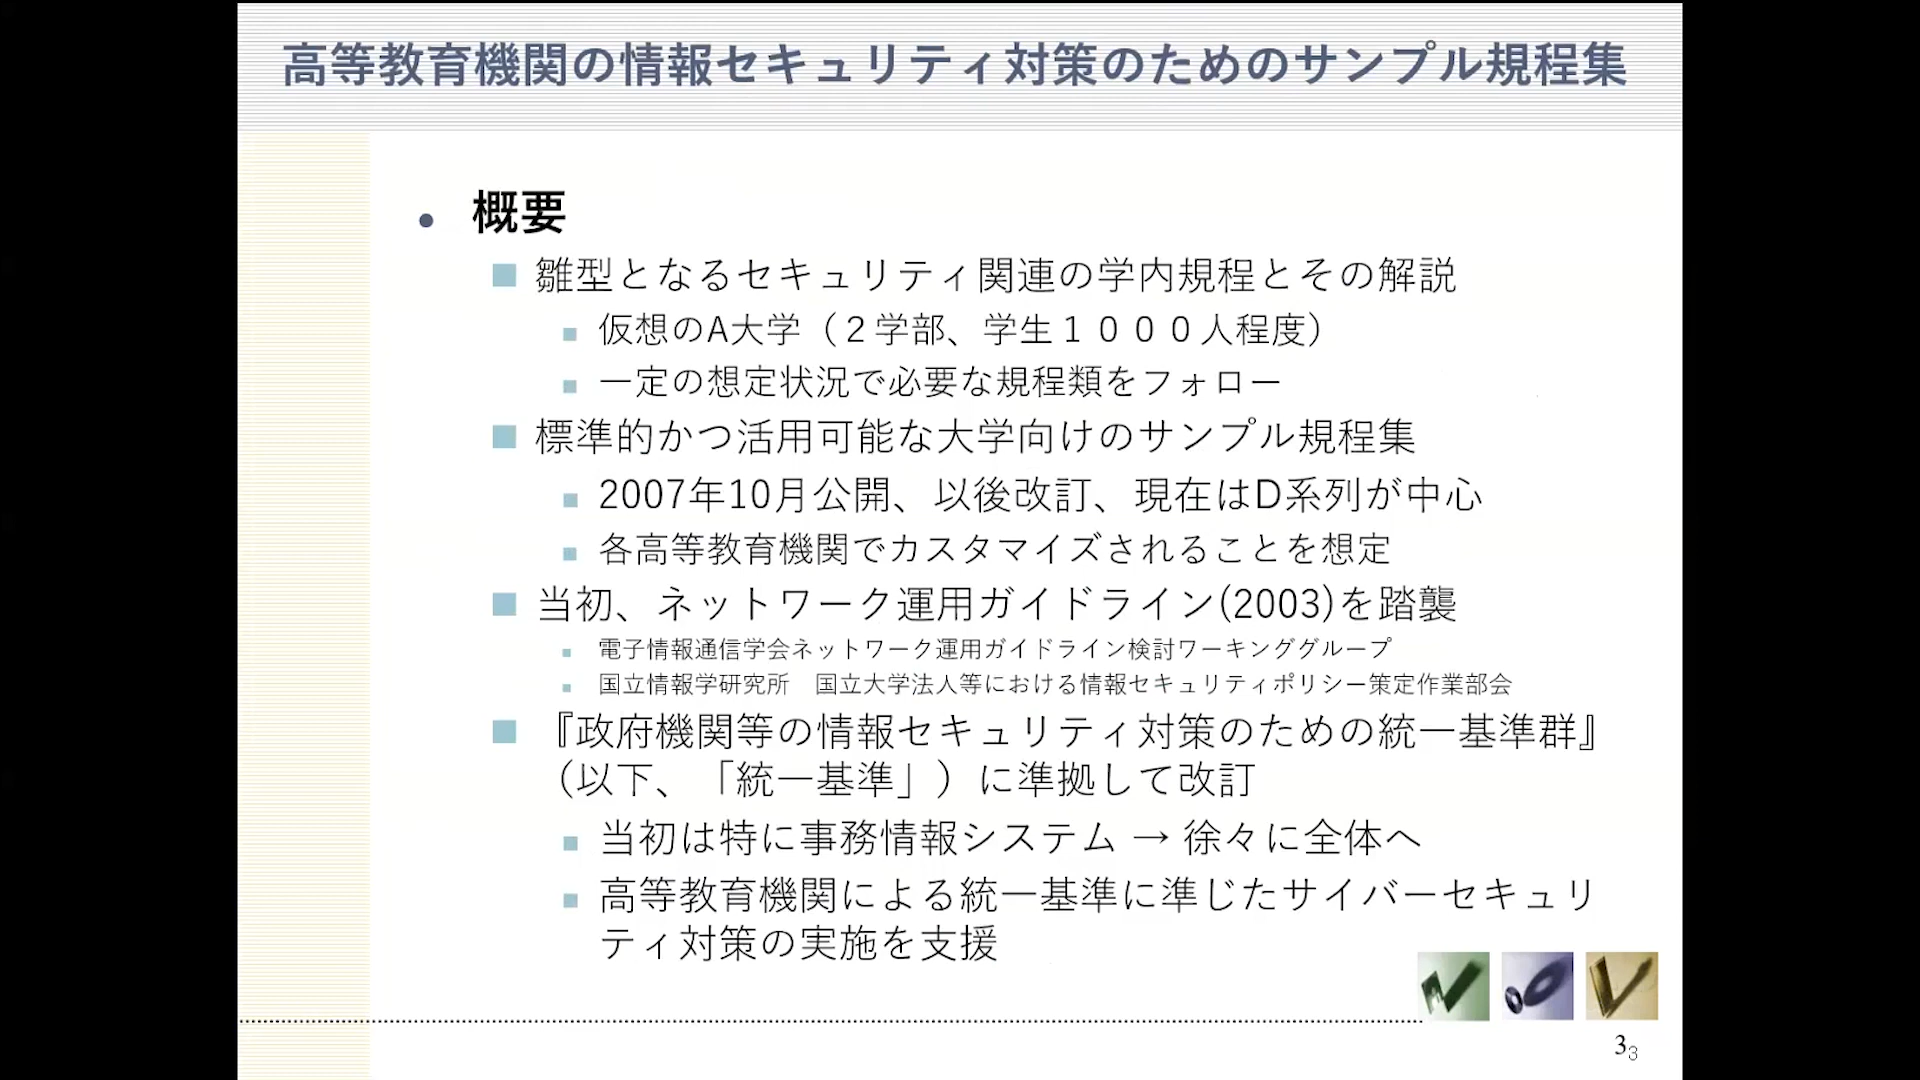 高等教育機関の情報セキュリティ対策のためのサンプル規程集
• 概要
■ 雛型となるセキュリティ関連の学内規程とその解説
■ 仮想のA大学（２学部、学生１０００人程度）
■ 一定の想定状況で必要な規程類をフォロー
■ 標準的かつ活用可能な大学向けのサンプル規程集
■ 2007年10月公開、以後改訂、現在はD系列が中心
■ 各高等教育機関でカスタマイズされることを想定
■ 当初、ネットワーク運用ガイドライン(2003)を踏襲
■ 電子情報通信学会ネットワーク運用ガイドライン検討ワーキンググループ
■ 国立情報学研究所　国立大学法人等における情報セキュリティポリシー策定作業部会
■ 『政府機関等の情報セキュリティ対策のための統一基準群』
（以下、「統一基準」）に準拠して改訂
■ 当初は特に事務情報システム → 徐々に全体へ
■ 高等教育機関による統一基準に準じたサイバーセキュリ
ティ対策の実施を支援
3
3